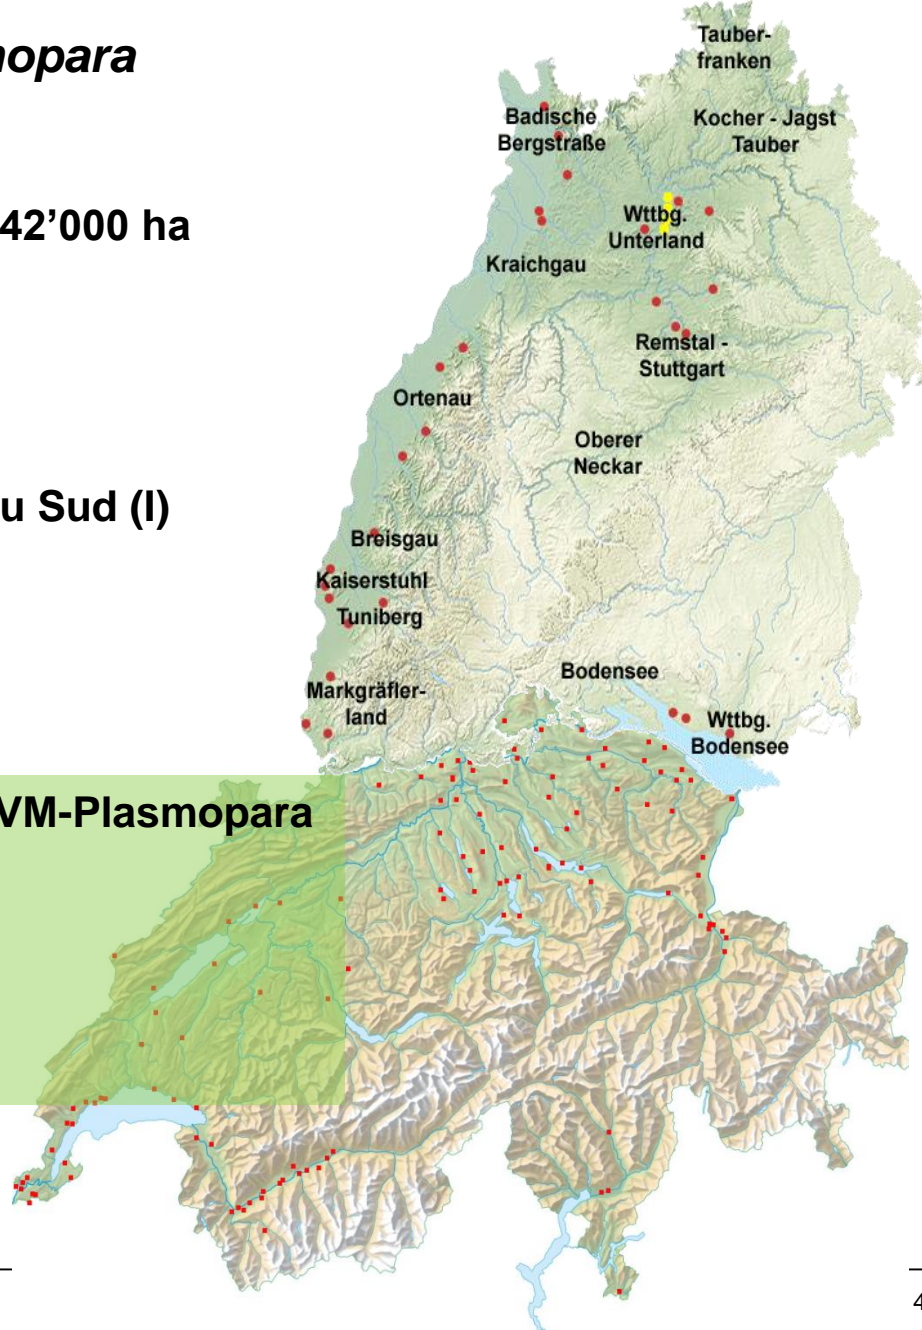 mopara
42’000 ha
u Sud (I)
VM-Plasmopara
Tauber-
franken
Badische
Bergstraße
Kocher - Jagst
Tauber
Wttbg.
Unterland
Kraichgau
Remstal -
Stuttgart
Ortenau
Oberer
Neckar
Breisgau
Kaiserstuhl
Tuniberg
Bodensee
Markgräfler-
land
Wttbg.
Bodensee
4